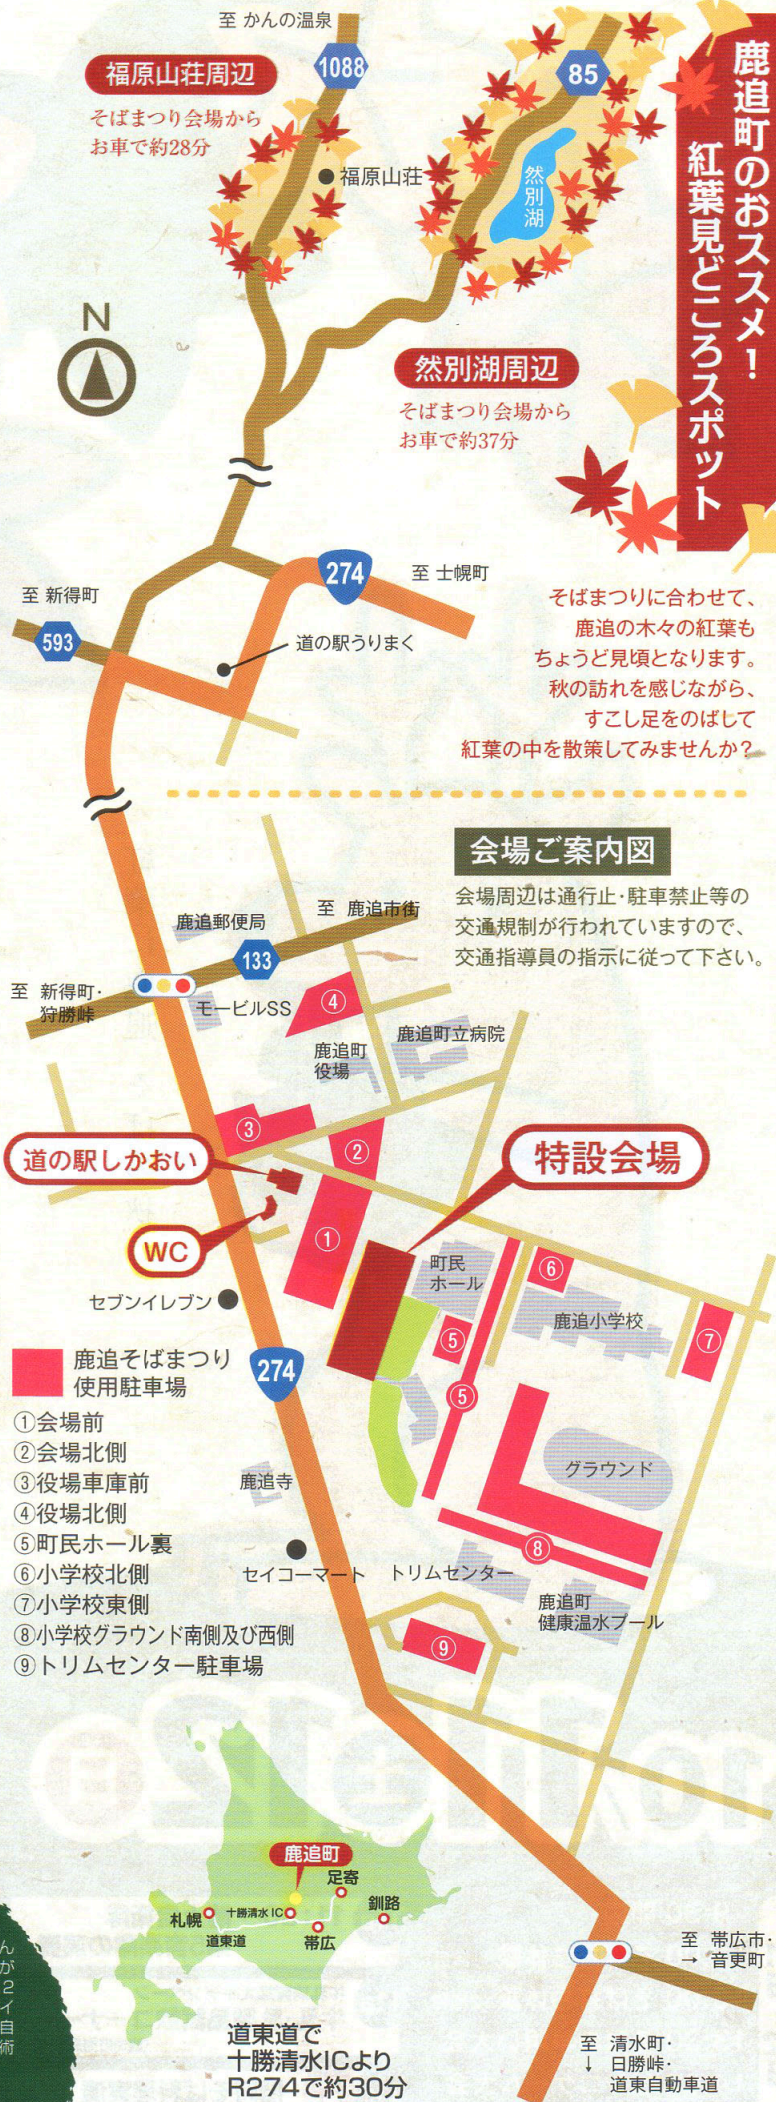 鹿追町のおススメ！
紅葉見どころスポット
至 かんの温泉
1088
85
福原山荘周辺
そばまつり会場から
お車で約28分
福原山荘
然別湖
N
然別湖周辺
そばまつり会場から
お車で約37分
274
至 士幌町
至 新得町
593
道の駅うりまく
そばまつりに合わせて、
鹿追の木々の紅葉も
ちょうど見頃となります。
秋の訪れを感じながら、
すこし足をのばして
紅葉の中を散策してみませんか？
会場ご案内図
会場周辺は通行止・駐車禁止等の
交通規制が行われていますので、
交通指導員の指示に従って下さい。
鹿追郵便局
至 鹿追市街
133
至 新得町・
狩勝峠
モービルSS
④
鹿追町
役場
鹿追町立病院
③
②
道の駅しかおい
特設会場
WC
①
町民
ホール
⑥
鹿追小学校
⑦
セブンイレブン
⑤
⑤
274
鹿追そばまつり
使用駐車場
①会場前
②会場北側
③役場車庫前
④役場北側
⑤町民ホール裏
⑥小学校北側
⑦小学校東側
⑧小学校グラウンド南側及び西側
⑨トリムセンター駐車場
鹿追寺
グラウンド
セイコーマート
⑧
トリムセンター
鹿追町
健康温水プール
⑨
鹿追町
足寄
札幌
十勝清水IC
釧路
道東道
帯広
道東道で
十勝清水ICより
R274で約30分
至 帯広市・
→ 音更町
至 清水町・
↓ 日勝峠・
道東自動車道
んが2イ自術